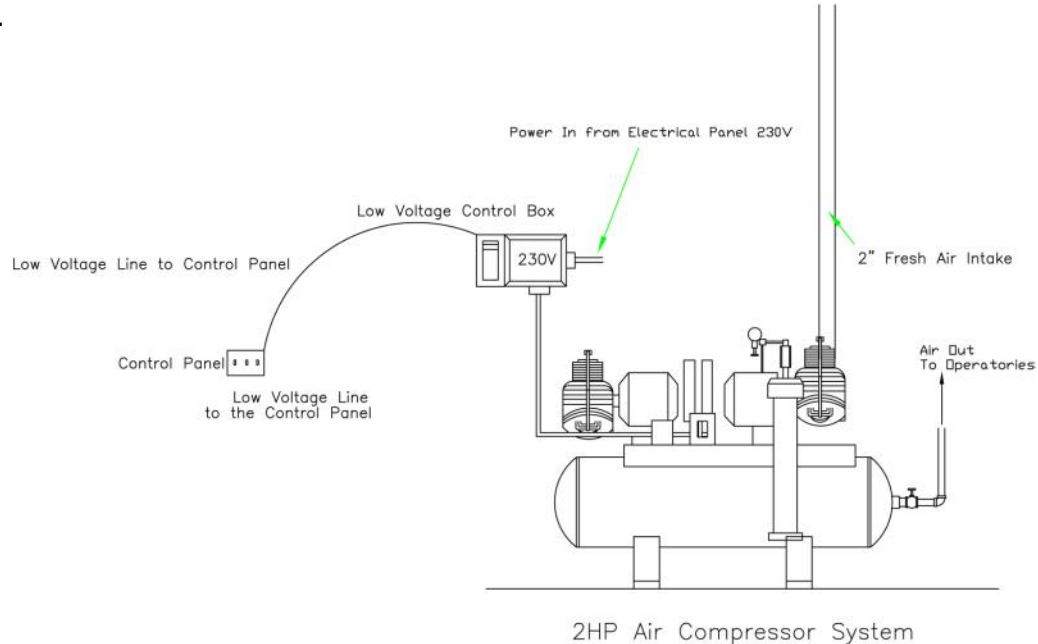 Power In from Electrical Panel 230V
Low Voltage Control Box
230V
Low Voltage Line to Control Panel
2" Fresh Air Intake
Control Panel
Low Voltage Line
to the Control Panel
Air Out
To Operatories
2HP Air Compressor System